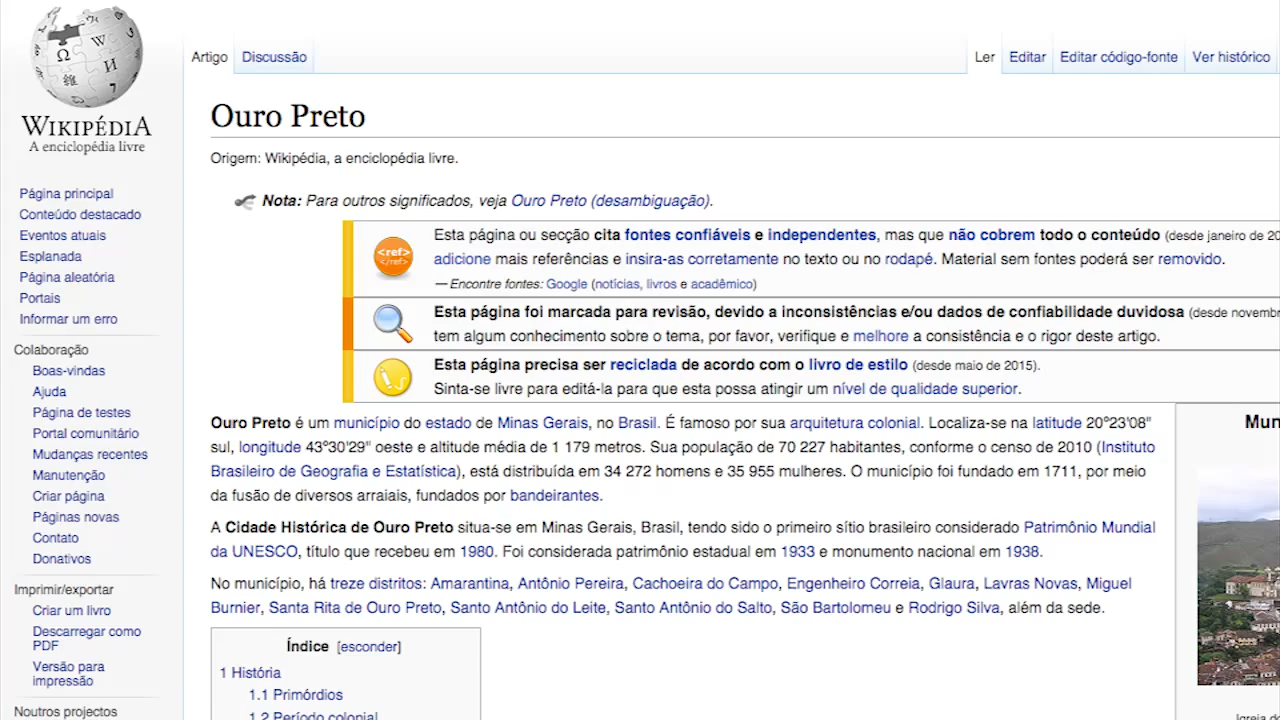 WIKIPÉDIA
A enciclopédia livre
Página principal
Conteúdo destacado
Eventos atuais
Esplanada
Página aleatória
Portais
Informar um erro
Colaboração
Boas-vindas
Ajuda
Página de testes
Portal comunitário
Mudanças recentes
Manutenção
Criar página
Páginas novas
Contato
Donativos
Imprimir/exportar
Criar um livro
Descarregar como
PDF
Versão para
impressão
Noutros projectos
Artigo Discussão Ler Editar Editar código-fonte Ver histórico
Ouro Preto
Origem: Wikipédia, a enciclopédia livre.
Nota: Para outros significados, veja Ouro Preto (desambiguação).
<ref>
</ref>
Esta página ou secção cita fontes confiáveis e independentes, mas que não cobrem todo o conteúdo (desde janeiro de 20
adicione mais referências e insira-as corretamente no texto ou no rodapé. Material sem fontes poderá ser removido.
—Encontre fontes: Google (notícias, livros e acadêmico)
Esta página foi marcada para revisão, devido a inconsistências e/ou dados de confiabilidade duvidosa (desde novembr
tem algum conhecimento sobre o tema, por favor, verifique e melhore a consistência e o rigor deste artigo.
Esta página precisa ser reciclada de acordo com o livro de estilo (desde maio de 2015).
Sinta-se livre para editá-la para que esta possa atingir um nível de qualidade superior.
Ouro Preto é um município do estado de Minas Gerais, no Brasil. É famoso por sua arquitetura colonial. Localiza-se na latitude 20º23'08"
sul, longitude 43º30'29" oeste e altitude média de 1 179 metros. Sua população de 70 227 habitantes, conforme o censo de 2010 (Instituto
Brasileiro de Geografia e Estatística), está distribuída em 34 272 homens e 35 955 mulheres. O município foi fundado em 1711, por meio
da fusão de diversos arraiais, fundados por bandeirantes.
A Cidade Histórica de Ouro Preto situa-se em Minas Gerais, Brasil, tendo sido o primeiro sítio brasileiro considerado Patrimônio Mundial
da UNESCO, título que recebeu em 1980. Foi considerada patrimônio estadual em 1933 e monumento nacional em 1938.
No município, há treze distritos: Amarantina, Antônio Pereira, Cachoeira do Campo, Engenheiro Correia, Glaura, Lavras Novas, Miguel
Burnier, Santa Rita de Ouro Preto, Santo Antônio do Leite, Santo Antônio do Salto, São Bartolomeu e Rodrigo Silva, além da sede.
Índice [esconder]
1 História
1.1 Primórdios
1.2 Período colonial
Mun
Igreja de